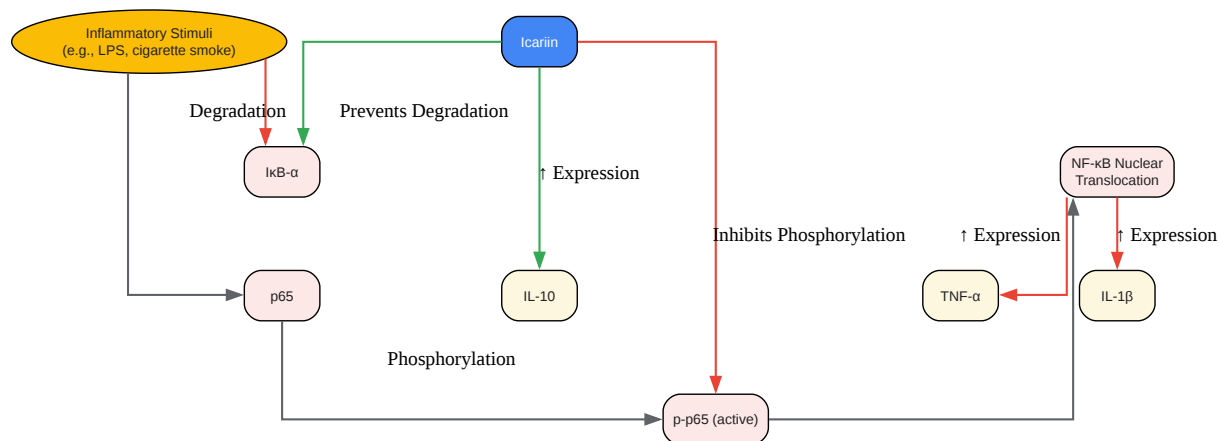 Inflammatory Stimuli
(e.g., LPS, cigarette smoke)
Icariin
Degradation
Prevents Degradation
IκB-α
↑ Expression
NF-κB Nuclear
Translocation
Inhibits Phosphorylation
↑ Expression
↑ Expression
p65
IL-10
TNF-α
IL-1β
Phosphorylation
p-p65 (active)